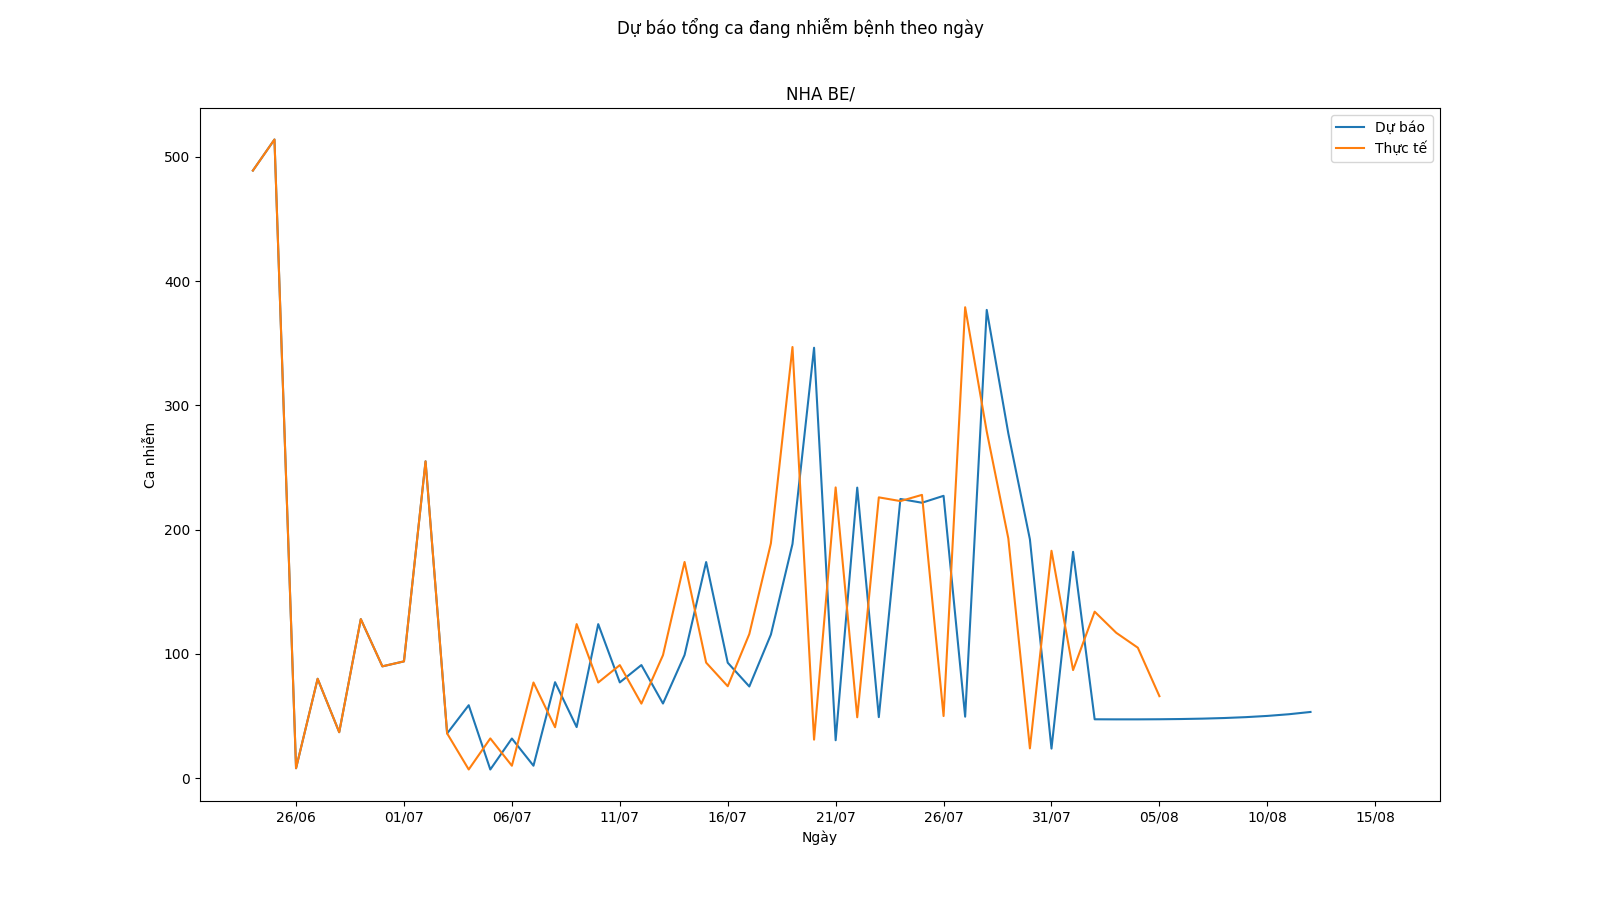 Dự báo tổng ca đang nhiễm bệnh theo ngày
NHA BE/
Dự báo
Thực tế
500
400
300
200
100
0
Ca nhiễm
26/06
01/07
06/07
11/07
16/07
21/07
26/07
31/07
05/08
10/08
15/08
Ngày